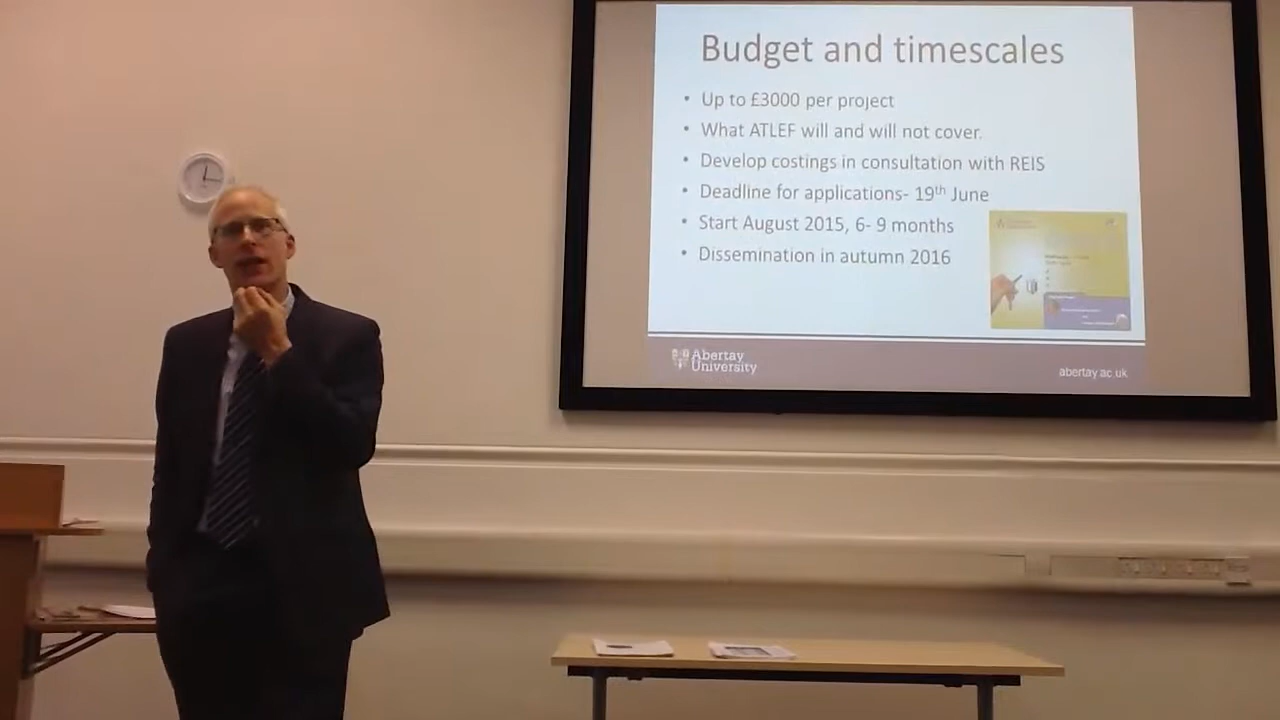 Budget and timescales
• Up to £3000 per project
• What ATLEF will and will not cover.
• Develop costings in consultation with REIS
• Deadline for applications- 19th June
• Start August 2015, 6- 9 months
• Dissemination in autumn 2016
Abertay
University
abertay.ac.uk